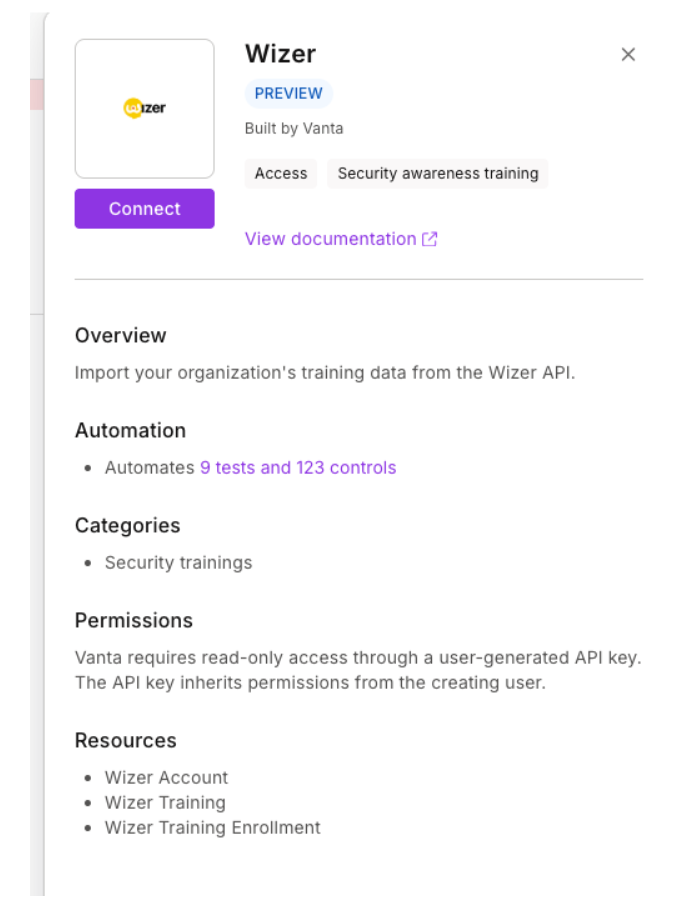 Wizer
PREVIEW
Built by Vanta
wizer
Access
Security awareness training
Connect
View documentation
Overview
Import your organization's training data from the Wizer API.
Automation
• Automates 9 tests and 123 controls
Categories
• Security trainings
Permissions
Vanta requires read-only access through a user-generated API key.
The API key inherits permissions from the creating user.
Resources
• Wizer Account
• Wizer Training
• Wizer Training Enrollment